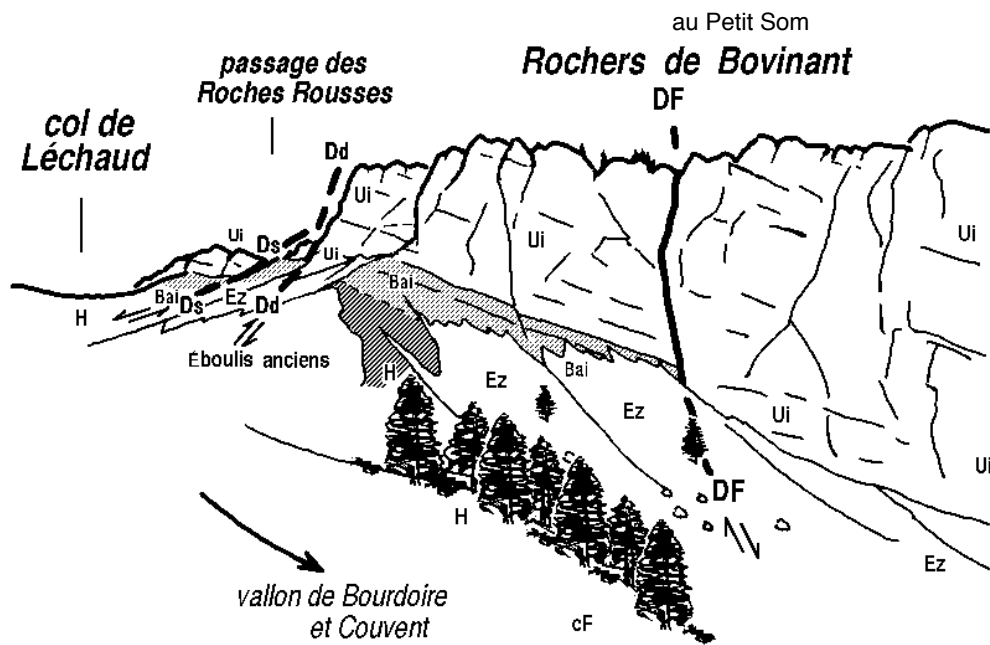 au Petit Som
Rochers de Bovinant
passage des
Roches Rousses
DF
col de
Léchaud
Dd
Ui
Ui
Ds
Ui
Ui
Ui
Bai
Ds
Ez
Dd
Bai
H
Éboulis anciens
H
Ez
Bai
Ez
Ui
Ui
DF
H
Ez
vallon de Bourdoire
et Couvent
cF